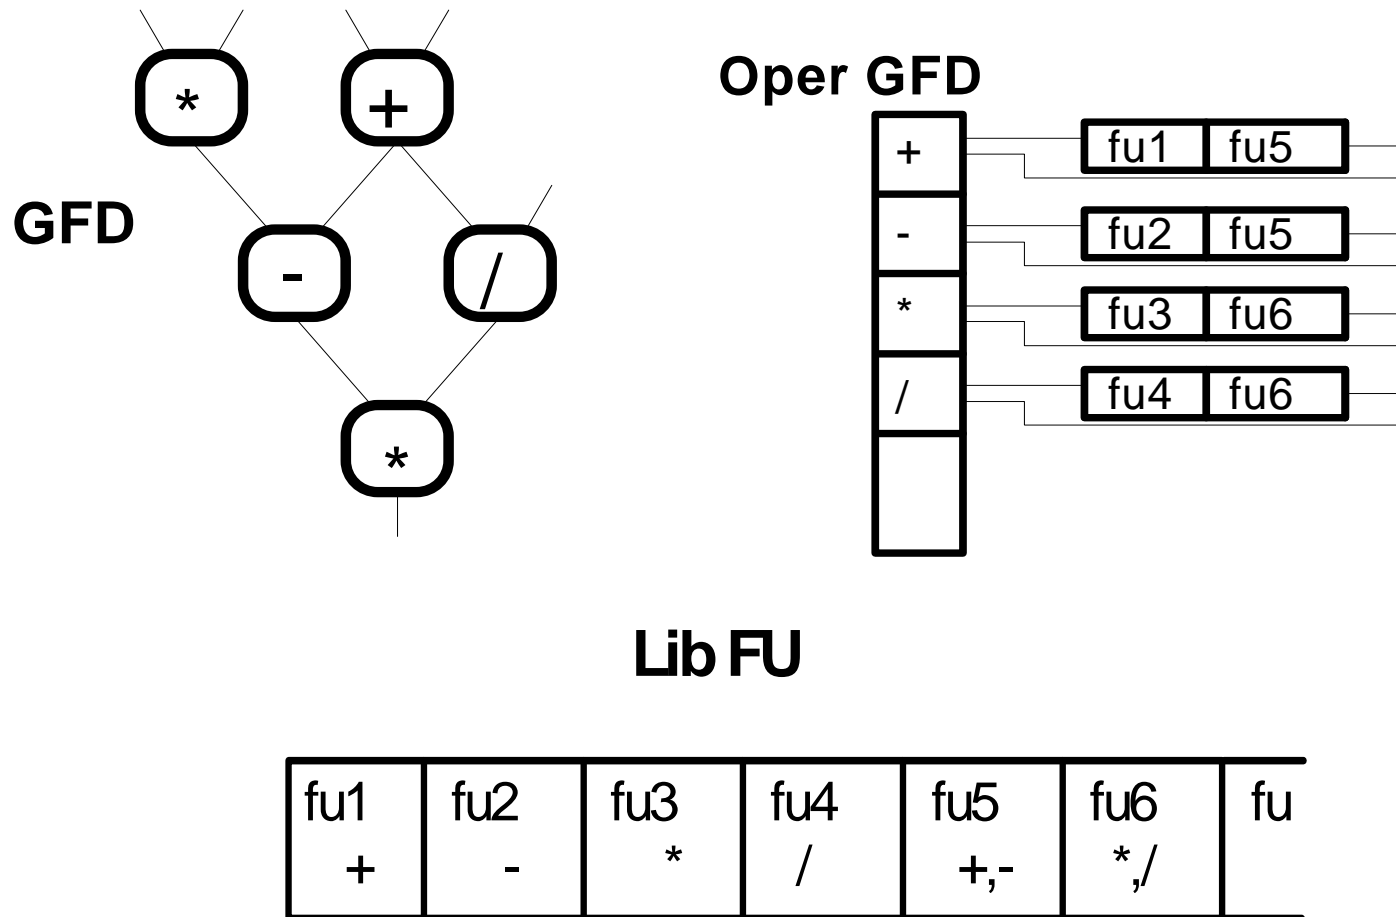 * +
GFD
- /
*
Oper GFD
+ fu1 fu5
- fu2 fu5
* fu3 fu6
/ fu4 fu6
Lib FU
fu1 fu2 fu3 fu4 fu5 fu6 fu
+ - * / +,- *,/